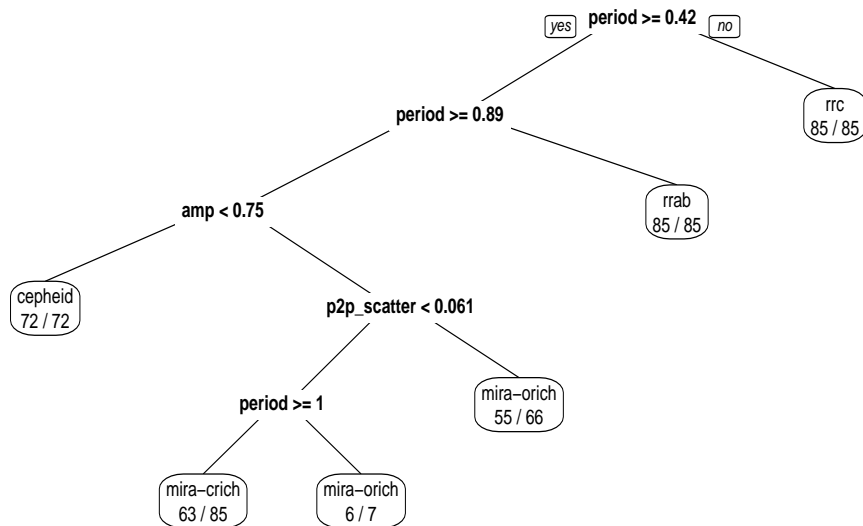 period >= 0.42
yes
no
period >= 0.89
rrc
85 / 85
amp < 0.75
rrab
85 / 85
cepheid
72 / 72
p2p_scatter < 0.061
period >= 1
mira−orich
55 / 66
mira−crich
63 / 85
mira−orich
6 / 7